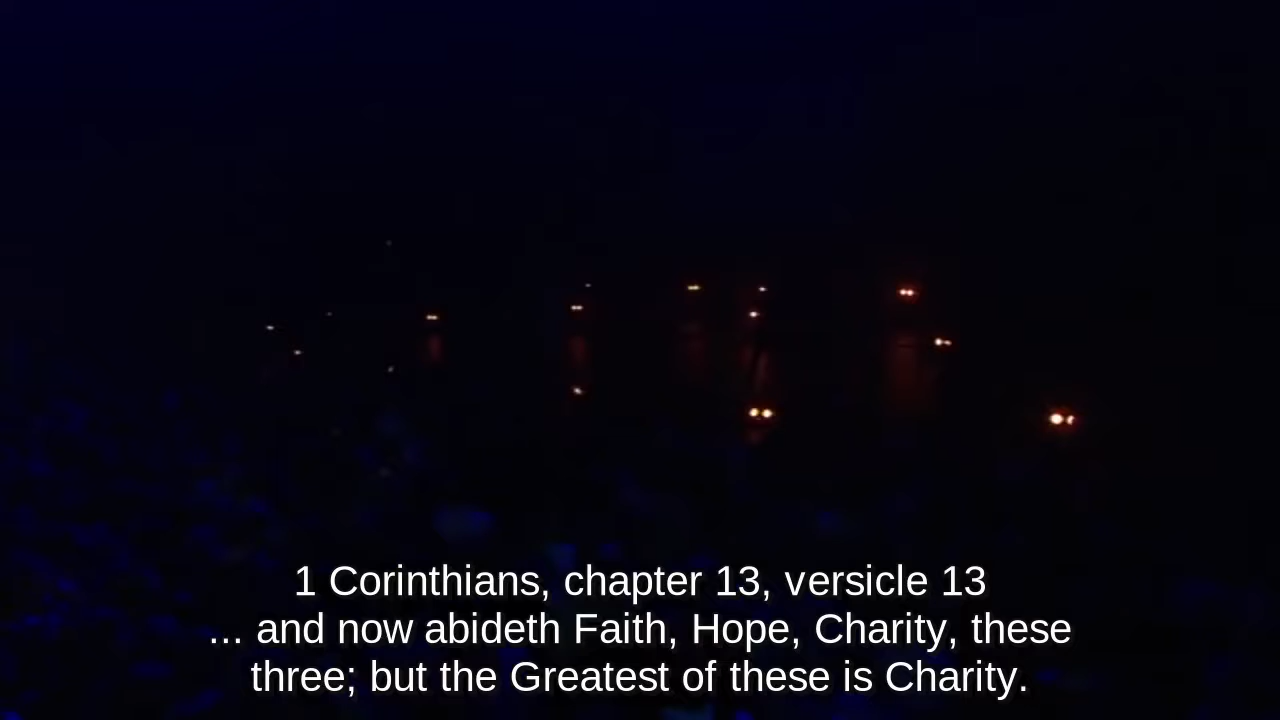 1 Corinthians, chapter 13, versicle 13
... and now abideth Faith, Hope, Charity, these
three; but the Greatest of these is Charity.